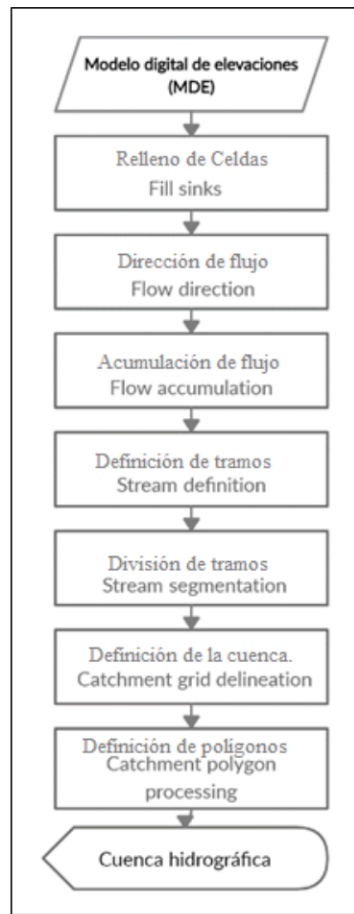 Modelo digital de elevaciones
(MDE)
Relleno de Celdas
Fill sinks
Dirección de flujo
Flow direction
Acumulación de flujo
Flow accumulation
Definición de tramos
Stream definition
División de tramos
Stream segmentation
Definición de la cuenca.
Catchment grid delineation
Definición de polígonos
Catchment polygon
processing
Cuenca hidrográfica